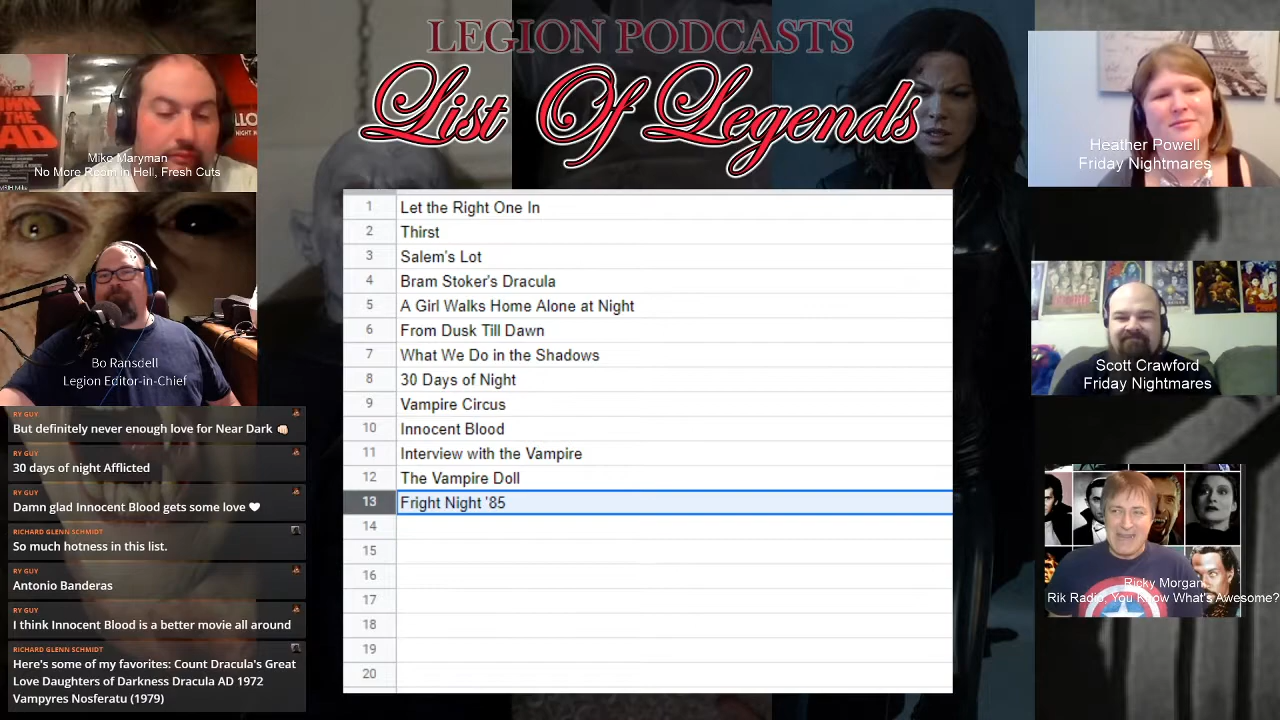 LEGION PODCASTS
List Of Legends
Mike Maryman
No More Room in Hell, Fresh Cuts
Bo Ransdell
Legion Editor-in-Chief
Heather Powell
Friday Nightmares
Scott Crawford
Friday Nightmares
Ricky Morgan
Rik Radio, You Know What's Awesome?
1 Let the Right One In
2 Thirst
3 Salem's Lot
4 Bram Stoker's Dracula
5 A Girl Walks Home Alone at Night
6 From Dusk Till Dawn
7 What We Do in the Shadows
8 30 Days of Night
9 Vampire Circus
10 Innocent Blood
11 Interview with the Vampire
12 The Vampire Doll
13 Fright Night '85
14
15
16
17
18
19
20
RY GUY
But definitely never enough love for Near Dark 👊🏻
RY GUY
30 days of night Afflicted
RY GUY
Damn glad Innocent Blood gets some love ❤
RICHARD GLENN SCHMIDT
So much hotness in this list.
RY GUY
Antonio Banderas
RY GUY
I think Innocent Blood is a better movie all around
RICHARD GLENN SCHMIDT
Here's some of my favorites: Count Dracula's Great
Love Daughters of Darkness Dracula AD 1972
Vampyres Nosferatu (1979)